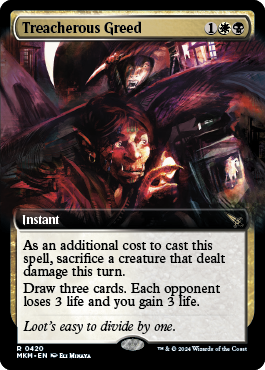 Treacherous Greed 1
Instant
As an additional cost to cast this
spell, sacrifice a creature that dealt
damage this turn.
Draw three cards. Each opponent
loses 3 life and you gain 3 life.
Loot's easy to divide by one.
R 0420
MKM • EN Eli Minaya
™ & © 2024 Wizards of the Coast